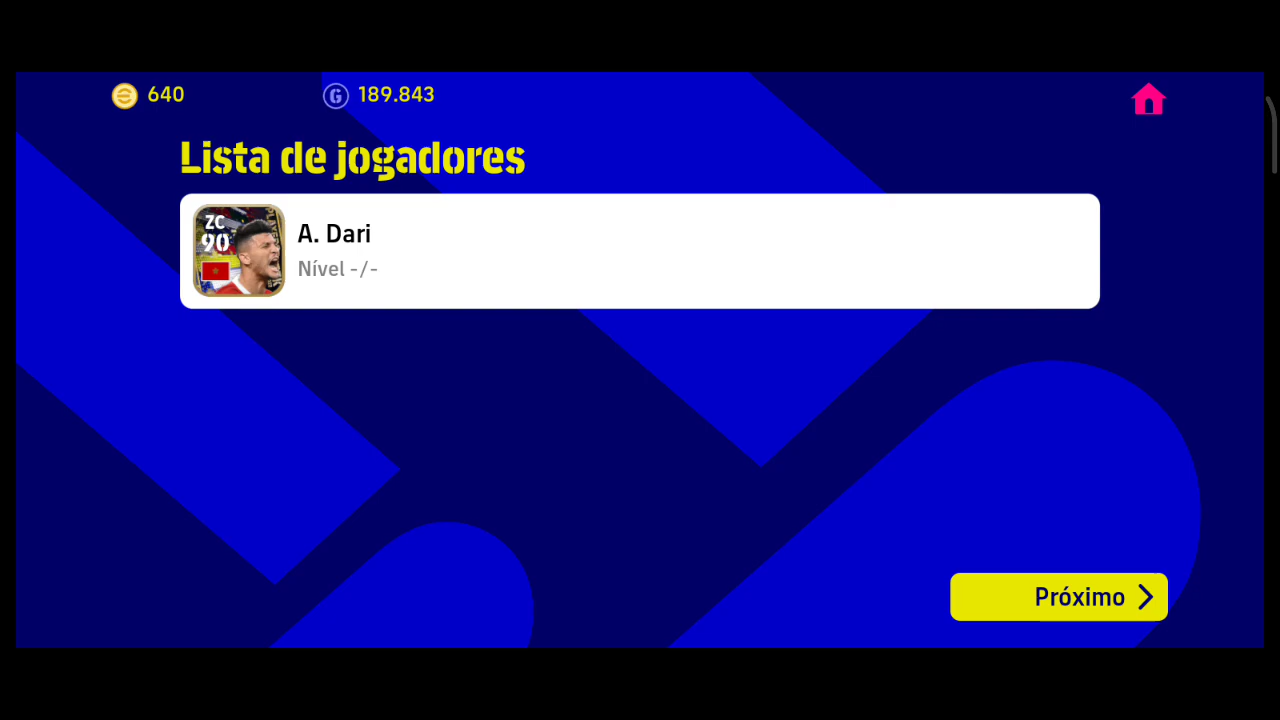 640
189.843
Lista de jogadores
ZC
90
A. Dari
Nível -/-
Próximo